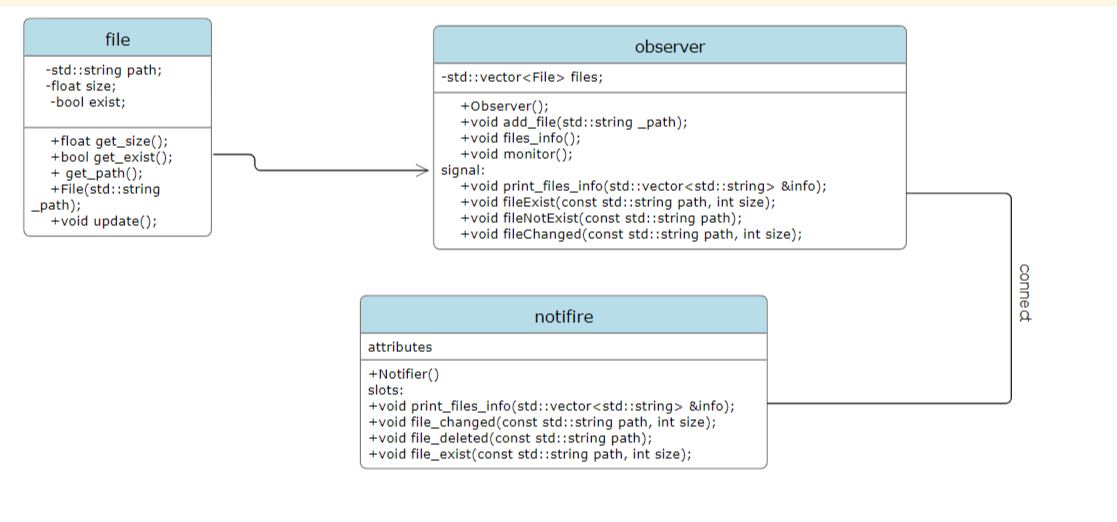 file
-std::string path;
-float size;
-bool exist;
+float get_size();
+bool get_exist();
+ get_path();
+File(std::string
_path);
+void update();
observer
-std::vector<File> files;
+Observer();
+void add_file(std::string _path);
+void files_info();
+void monitor();
signal:
+void print_files_info(std::vector<std::string> &info);
+void fileExist(const std::string path, int size);
+void fileNotExist(const std::string path);
+void fileChanged(const std::string path, int size);
connect
notifire
attributes
+Notifier()
slots:
+void print_files_info(std::vector<std::string> &info);
+void file_changed(const std::string path, int size);
+void file_deleted(const std::string path);
+void file_exist(const std::string path, int size);